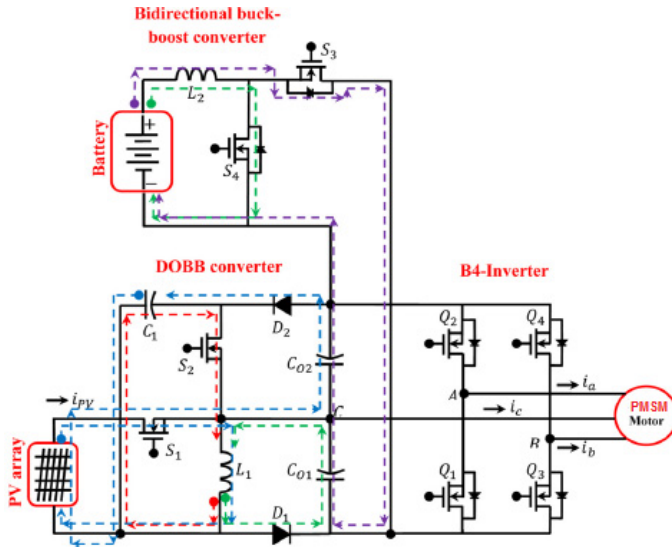 Bidirectional buck-
boost converter
S3
L2
+
Battery
S4
−
DOBB converter
B4-Inverter
C1
D2
Q2
Q4
S2
CO2
iPV
A
ia
C
ic
PMSM
Motor
PV array
S1
B
ib
L1
CO1
Q1
Q3
D1